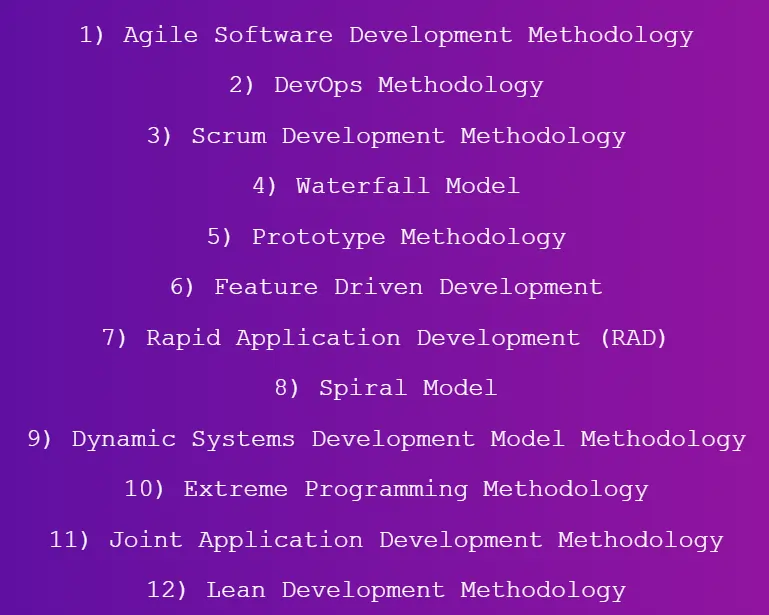 1) Agile Software Development Methodology
2) DevOps Methodology
3) Scrum Development Methodology
4) Waterfall Model
5) Prototype Methodology
6) Feature Driven Development
7) Rapid Application Development (RAD)
8) Spiral Model
9) Dynamic Systems Development Model Methodology
10) Extreme Programming Methodology
11) Joint Application Development Methodology
12) Lean Development Methodology